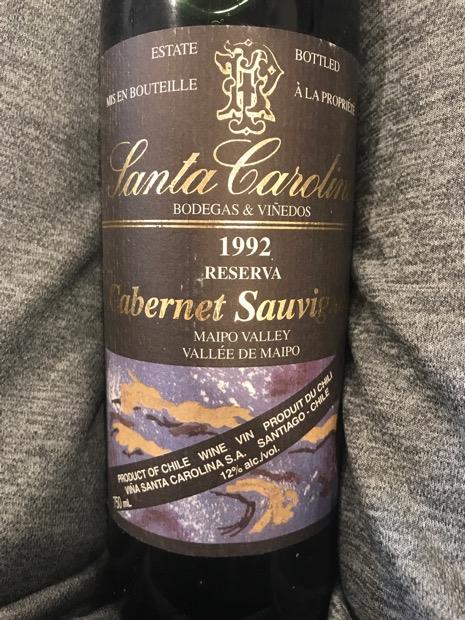 ESTATE BOTTLED
MIS EN BOUTEILLE À LA PROPRIÉTÉ
Santa Carolin
BODEGAS & VIÑEDOS
1992
RESERVA
Cabernet Sauvign
MAIPO VALLEY
VALLÉE DE MAIPO
PRODUCT OF CHILE WINE VIN PRODUIT DU CHILI
VIÑA SANTA CAROLINA S.A. SANTIAGO - CHILE
750 mL 12% alc./vol.